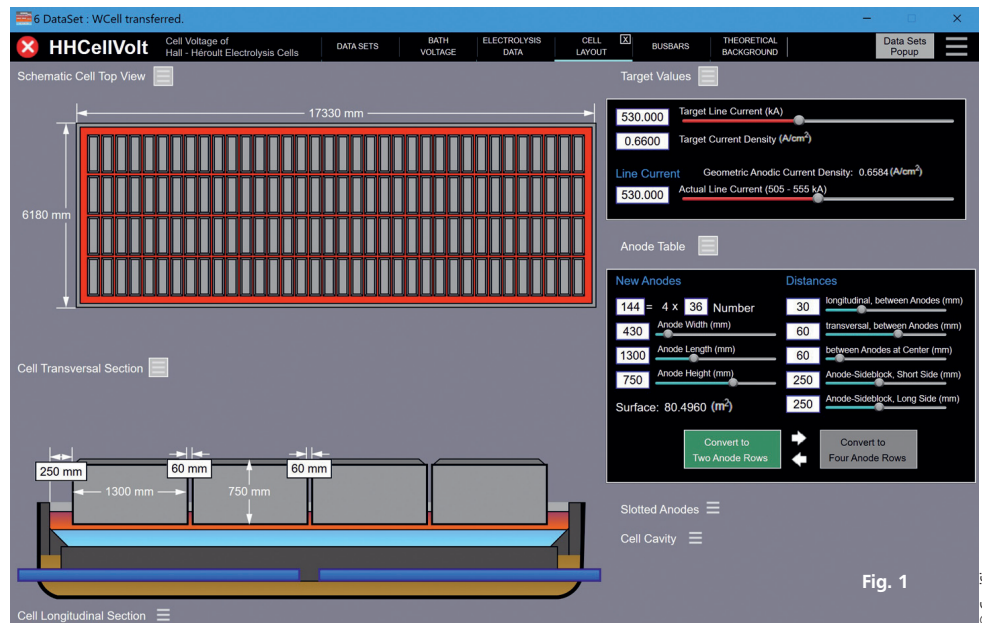 6 DataSet : WCell transferred.
HHCellVolt
Cell Voltage of
Hall - Héroult Electrolysis Cells
DATA SETS
BATH
VOLTAGE
ELECTROLYSIS
DATA
CELL
LAYOUT
X
BUSBARS
THEORETICAL
BACKGROUND
Data Sets
Popup
Schematic Cell Top View
17330 mm
6180 mm
Cell Transversal Section
250 mm
60 mm
60 mm
1300 mm
750 mm
Cell Longitudinal Section
Target Values
530.000 Target Line Current (kA)
0.6600 Target Current Density (A/cm²)
Line Current Geometric Anodic Current Density: 0.6584 (A/cm²)
530.000 Actual Line Current (505 - 555 kA)
Anode Table
New Anodes
144 = 4 x 36 Number
430 Anode Width (mm)
1300 Anode Length (mm)
750 Anode Height (mm)
Surface: 80.4960 (m²)
Distances
30 longitudinal, between Anodes (mm)
60 transversal, between Anodes (mm)
60 between Anodes at Center (mm)
250 Anode-Sideblock, Short Side (mm)
250 Anode-Sideblock, Long Side (mm)
Convert to
Two Anode Rows
Convert to
Four Anode Rows
Slotted Anodes
Cell Cavity
Fig. 1